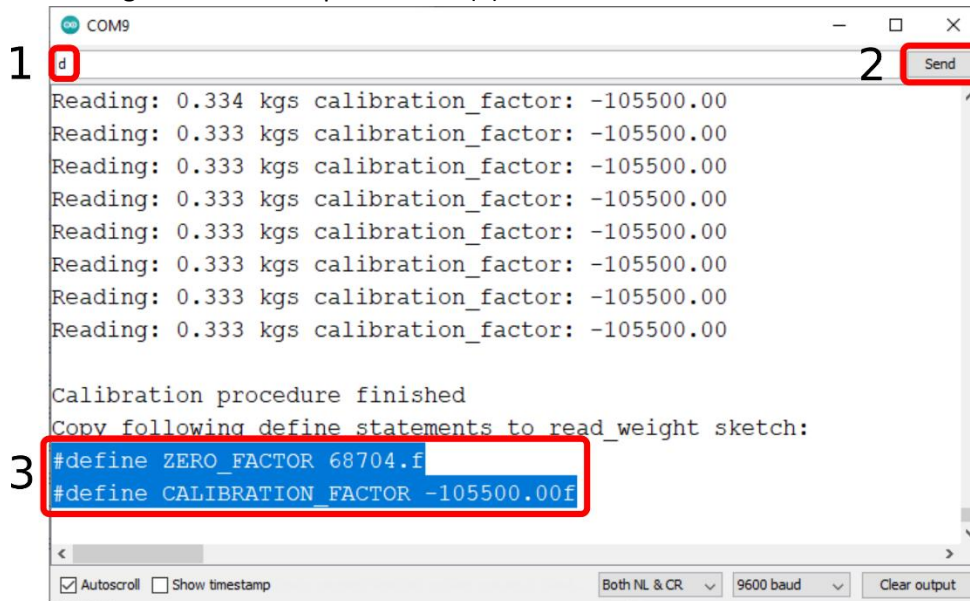 COM9
1 d 2 Send
Reading: 0.334 kgs calibration_factor: -105500.00
Reading: 0.333 kgs calibration_factor: -105500.00
Reading: 0.333 kgs calibration_factor: -105500.00
Reading: 0.333 kgs calibration_factor: -105500.00
Reading: 0.333 kgs calibration_factor: -105500.00
Reading: 0.333 kgs calibration_factor: -105500.00
Reading: 0.333 kgs calibration_factor: -105500.00
Reading: 0.333 kgs calibration_factor: -105500.00
Calibration procedure finished
Copy following define statements to read_weight sketch:
3 #define ZERO_FACTOR 68704.f
#define CALIBRATION_FACTOR -105500.00f
Autoscroll Show timestamp Both NL & CR 9600 baud Clear output